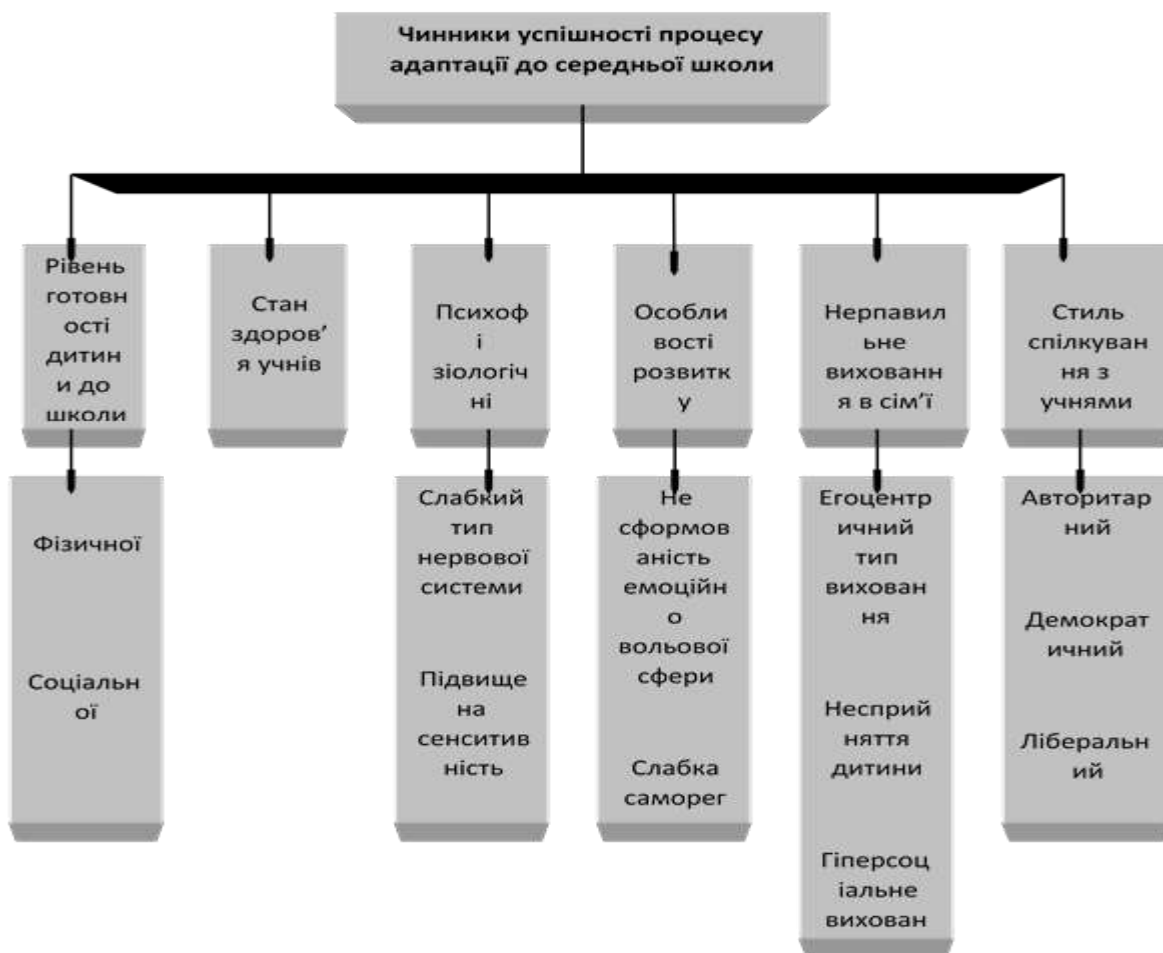 Чинники успішності процесу
адаптації до середньої школи
Рівень
готовн
ості
дитин
и до
школи
Стан
здоров’
я учнів
Психоф
і
зіологіч
ні
Особли
вості
розвитк
у
Нерпавил
ьне
виховання
я в сім’ї
Стиль
спілкуван
ня з
учнями
Фізичної
Соціальн
ої
Слабкий
тип
нервової
системи
Підвище
на
сенситив
ність
Не
сформов
аність
емоційн
о
вольової
сфери
Слабка
саморег
Егоцентр
ичний
тип
вихован
ня
Несприй
няття
дитини
Гіперсоц
іальне
вихован
Авторитар
ний
Демократ
ичний
Ліберальн
ий